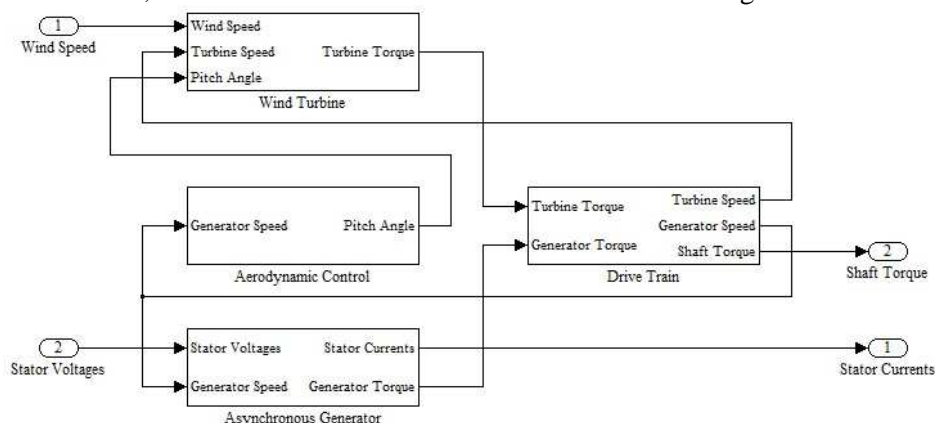 1
Wind Speed
Wind Speed
Turbine Speed
Pitch Angle
Turbine Torque
Wind Turbine
Generator Speed
Pitch Angle
Aerodynamic Control
Turbine Torque
Generator Torque
Turbine Speed
Generator Speed
Shaft Torque
Drive Train
2
Shaft Torque
2
Stator Voltages
Stator Voltages
Generator Speed
Stator Currents
Generator Torque
Asynchronous Generator
1
Stator Currents